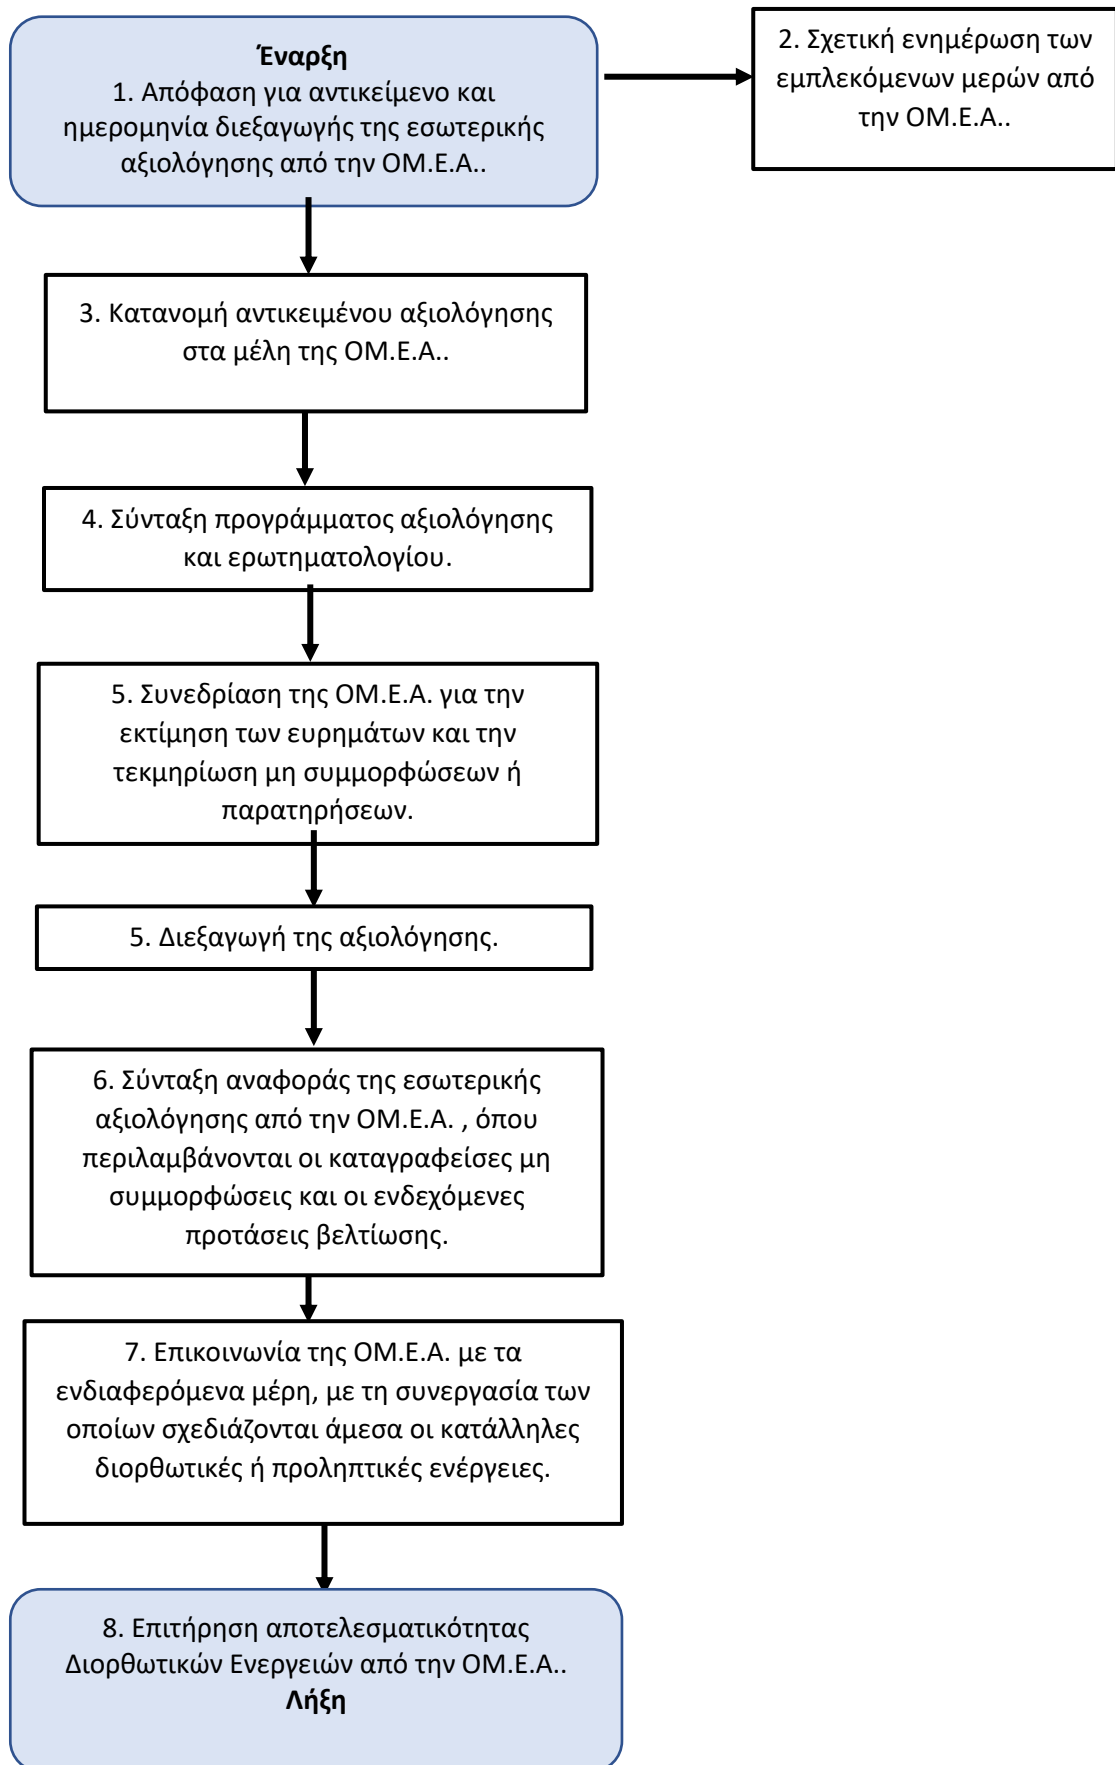 Έναρξη
1. Απόφαση για αντικείμενο και
ημερομηνία διεξαγωγής της εσωτερικής
αξιολόγησης από την ΟΜ.Ε.Α..
2. Σχετική ενημέρωση των
εμπλεκόμενων μερών από
την ΟΜ.Ε.Α..
3. Κατανομή αντικειμένου αξιολόγησης
στα μέλη της ΟΜ.Ε.Α..
4. Σύνταξη προγράμματος αξιολόγησης
και ερωτηματολογίου.
5. Συνεδρίαση της ΟΜ.Ε.Α. για την
εκτίμηση των ευρημάτων και την
τεκμηρίωση μη συμμορφώσεων ή
παρατηρήσεων.
5. Διεξαγωγή της αξιολόγησης.
6. Σύνταξη αναφοράς της εσωτερικής
αξιολόγησης από την ΟΜ.Ε.Α. , όπου
περιλαμβάνονται οι καταγραφείσες μη
συμμορφώσεις και οι ενδεχόμενες
προτάσεις βελτίωσης.
7. Επικοινωνία της ΟΜ.Ε.Α. με τα
ενδιαφερόμενα μέρη, με τη συνεργασία των
οποίων σχεδιάζονται άμεσα οι κατάλληλες
διορθωτικές ή προληπτικές ενέργειες.
8. Επιτήρηση αποτελεσματικότητας
Διορθωτικών Ενεργειών από την ΟΜ.Ε.Α..
Λήξη